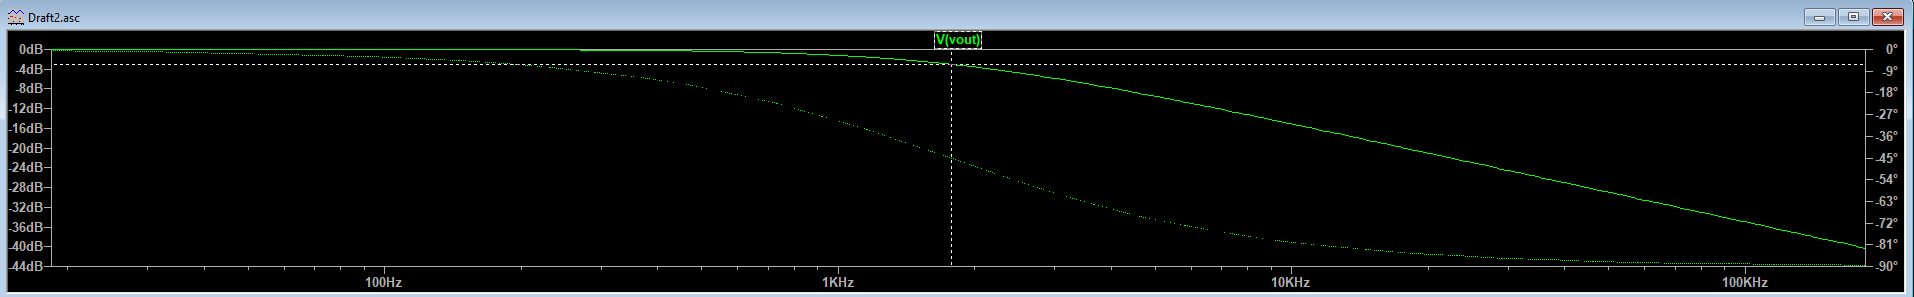 Draft2.asc
V(vout)
0dB
-4dB
-8dB
-12dB
-16dB
-20dB
-24dB
-28dB
-32dB
-36dB
-40dB
-44dB
0°
-9°
-18°
-27°
-36°
-45°
-54°
-63°
-72°
-81°
-90°
100Hz 1KHz 10KHz 100KHz